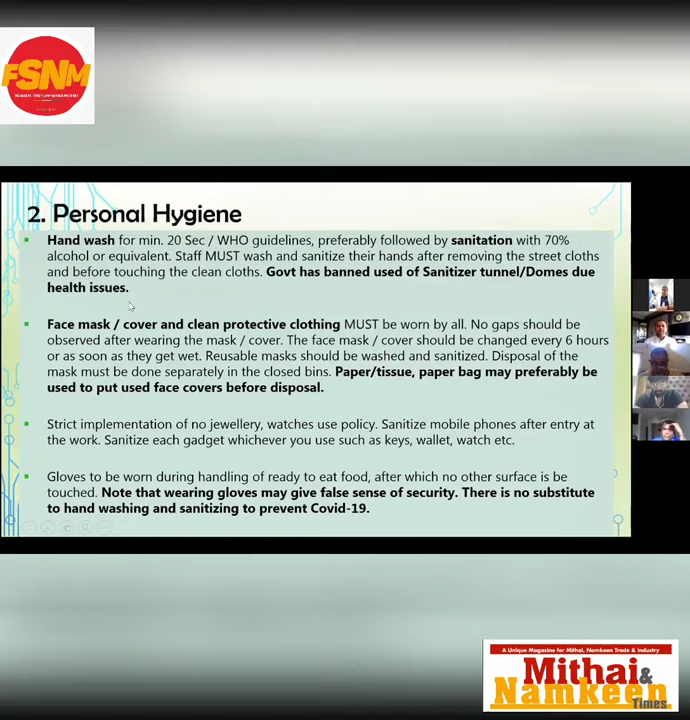 FSNM
2. Personal Hygiene
Hand wash for min. 20 Sec / WHO guidelines, preferably followed by sanitation with 70%
alcohol or equivalent. Staff MUST wash and sanitize their hands after removing the street cloths
and before touching the clean cloths. Govt has banned used of Sanitizer tunnel/Domes due
health issues.
Face mask / cover and clean protective clothing MUST be worn by all. No gaps should be
observed after wearing the mask / cover. The face mask / cover should be changed every 6 hours
or as soon as they get wet. Reusable masks should be washed and sanitized. Disposal of the
mask must be done separately in the closed bins. Paper/tissue, paper bag may preferably be
used to put used face covers before disposal.
Strict implementation of no jewellery, watches use policy. Sanitize mobile phones after entry at
the work. Sanitize each gadget whichever you use such as keys, wallet, watch etc.
Gloves to be worn during handling of ready to eat food, after which no other surface is be
touched. Note that wearing gloves may give false sense of security. There is no substitute
to hand washing and sanitizing to prevent Covid-19.
A Unique Magazine for Mithai, Namkeen Trade & Industry
Mithai &
Namkeen
Times